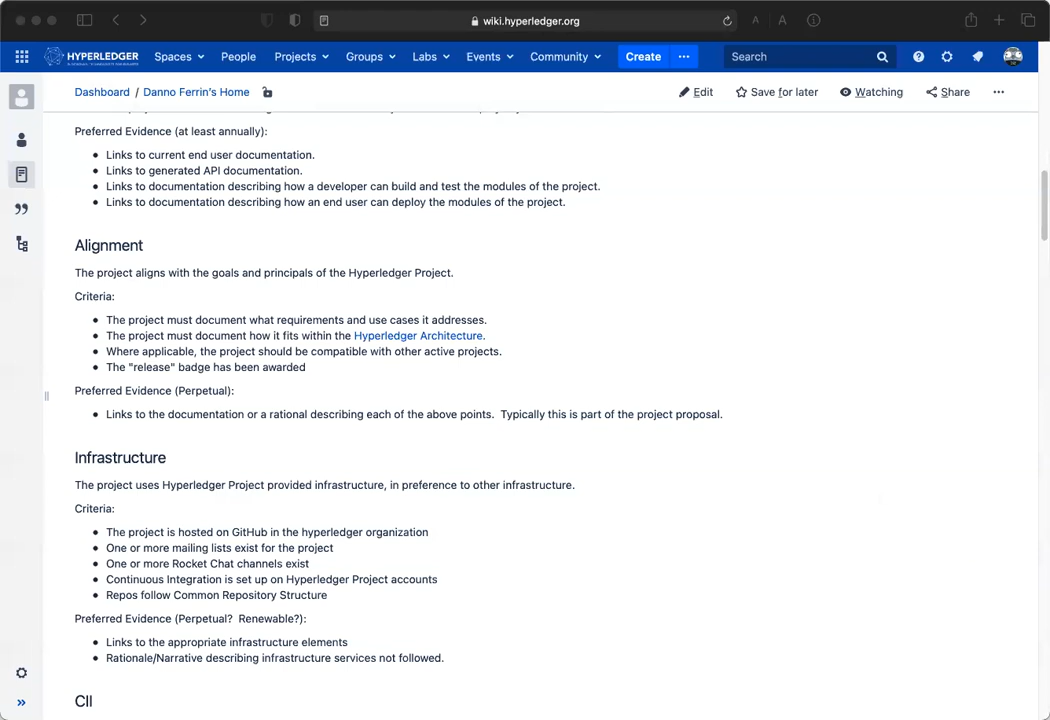 wiki.hyperledger.org
A A
HYPERLEDGER Spaces People Projects Groups Labs Events Community Create ••• Search
Dashboard / Danno Ferrin's Home Edit Save for later Watching Share •••
Preferred Evidence (at least annually):
• Links to current end user documentation.
• Links to generated API documentation.
• Links to documentation describing how a developer can build and test the modules of the project.
• Links to documentation describing how an end user can deploy the modules of the project.
Alignment
The project aligns with the goals and principals of the Hyperledger Project.
Criteria:
• The project must document what requirements and use cases it addresses.
• The project must document how it fits within the Hyperledger Architecture.
• Where applicable, the project should be compatible with other active projects.
• The "release" badge has been awarded
Preferred Evidence (Perpetual):
• Links to the documentation or a rational describing each of the above points.  Typically this is part of the project proposal.
Infrastructure
The project uses Hyperledger Project provided infrastructure, in preference to other infrastructure.
Criteria:
• The project is hosted on GitHub in the hyperledger organization
• One or more mailing lists exist for the project
• One or more Rocket Chat channels exist
• Continuous Integration is set up on Hyperledger Project accounts
• Repos follow Common Repository Structure
Preferred Evidence (Perpetual?  Renewable?):
• Links to the appropriate infrastructure elements
• Rationale/Narrative describing infrastructure services not followed.
CII